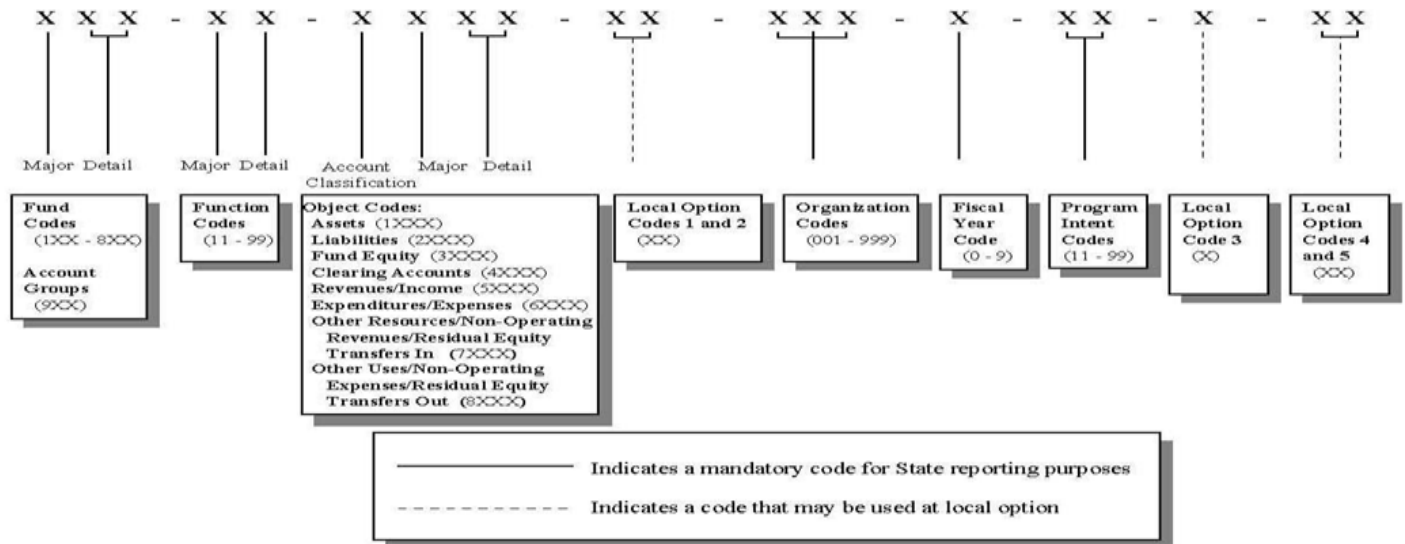 X X X - X X - X X X X - X X - X X X - X - X X - X - X X
Major Detail Major Detail Account Classification Major Detail
Fund Codes
(1XX - 8XX)
Account Groups
(9XX)
Function Codes
(11 - 99)
Object Codes:
Assets (1XXX)
Liabilities (2XXX)
Fund Equity (3XXX)
Clearing Accounts (4XXX)
Revenues/Income (5XXX)
Expenditures/Expenses (6XXX)
Other Resources/Non-Operating
Revenues/Residual Equity
Transfers In (7XXX)
Other Uses/Non-Operating
Expenses/Residual Equity
Transfers Out (8XXX)
Local Option
Codes 1 and 2
(XX)
Organization
Codes
(001 - 999)
Fiscal
Year
Code
(0 - 9)
Program
Intent
Codes
(11 - 99)
Local
Option
Code 3
(X)
Local
Option
Codes 4
and 5
(XX)
Indicates a mandatory code for State reporting purposes
Indicates a code that may be used at local option